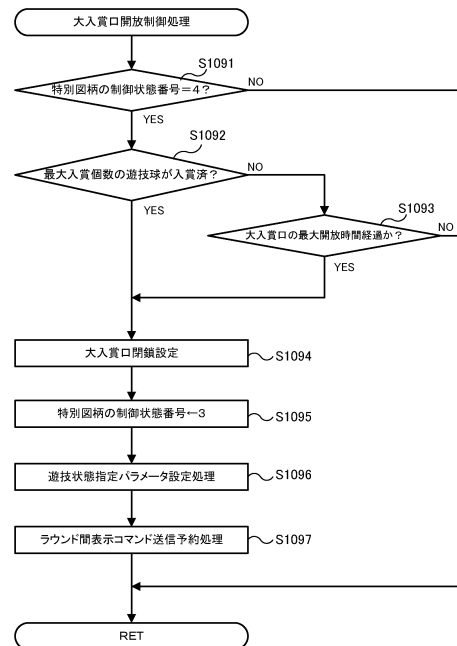 大入賞口開放制御処理
S1091
特別図柄の制御状態番号＝4？
NO
YES
S1092
最大入賞個数の遊技球が入賞済？
NO
YES
S1093
大入賞口の最大開放時間経過か？
NO
YES
大入賞口閉鎖設定
S1094
特別図柄の制御状態番号←3
S1095
遊技状態指定パラメータ設定処理
S1096
ラウンド間表示コマンド送信予約処理
S1097
RET